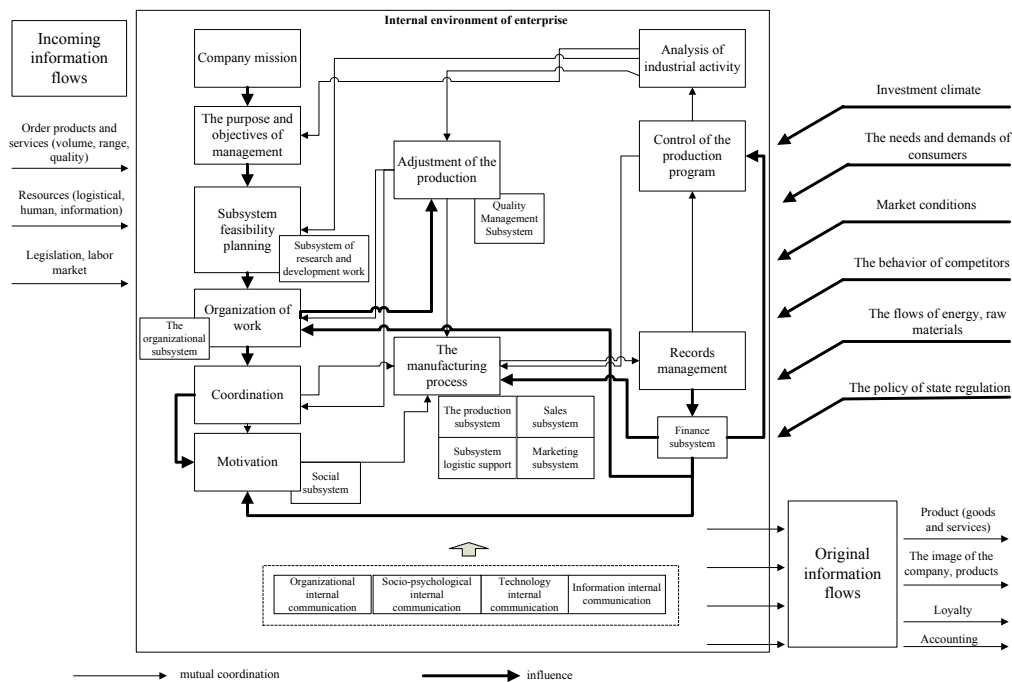 Internal environment of enterprise
Incoming
information
flows
Order products and
services (volume, range,
quality)
Resources (logistical,
human, information)
Legislation, labor
market
Company mission
The purpose and
objectives of
management
Subsystem
feasibility
planning
Subsystem of
research and
development work
Organization of
work
The
organizational
subsystem
Coordination
Motivation
Social
subsystem
Adjustment of the
production
Quality
Management
Subsystem
The
manufacturing
process
The production
subsystem
Sales
subsystem
Subsystem
logistic support
Marketing
subsystem
Analysis of
industrial activity
Control of the
production
program
Records
management
Finance
subsystem
Investment climate
The needs and demands of
consumers
Market conditions
The behavior of competitors
The flows of energy, raw
materials
The policy of state regulation
Original
information
flows
Product (goods
and services)
The image of the
company, products
Loyalty
Accounting
Organizational
internal
communication
Socio-psychological
internal
communication
Technology
internal
communication
Information internal
communication
mutual coordination
influence